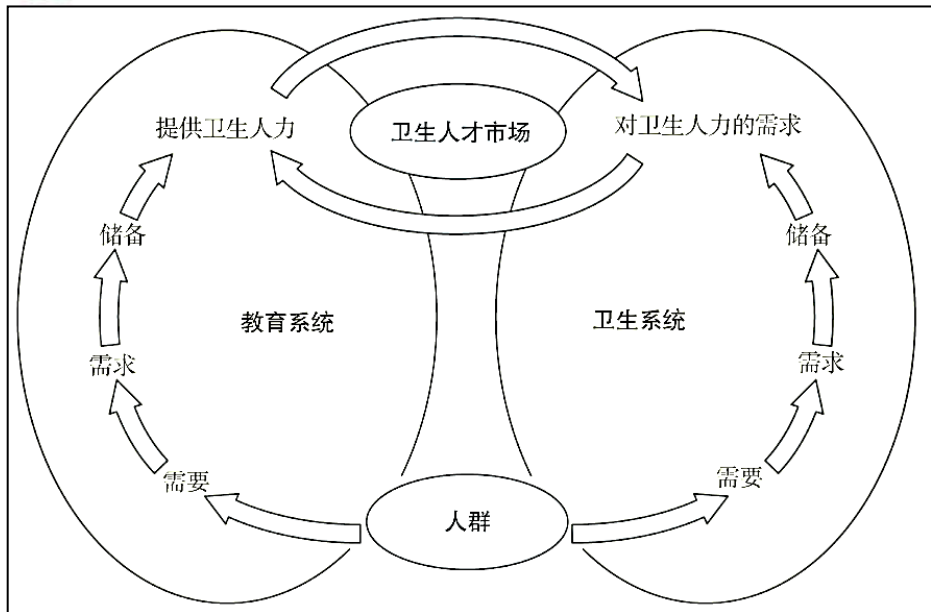 提供卫生人力
卫生人才市场
对卫生人力的需求
储备
储备
教育系统
卫生系统
需求
需求
需要
需要
人群